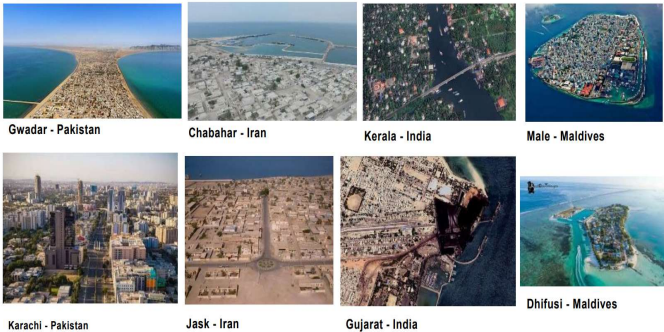 Gwadar - Pakistan
Chabahar - Iran
Kerala - India
Male - Maldives
Karachi - Pakistan
Jask - Iran
Gujarat - India
Dhifusi - Maldives